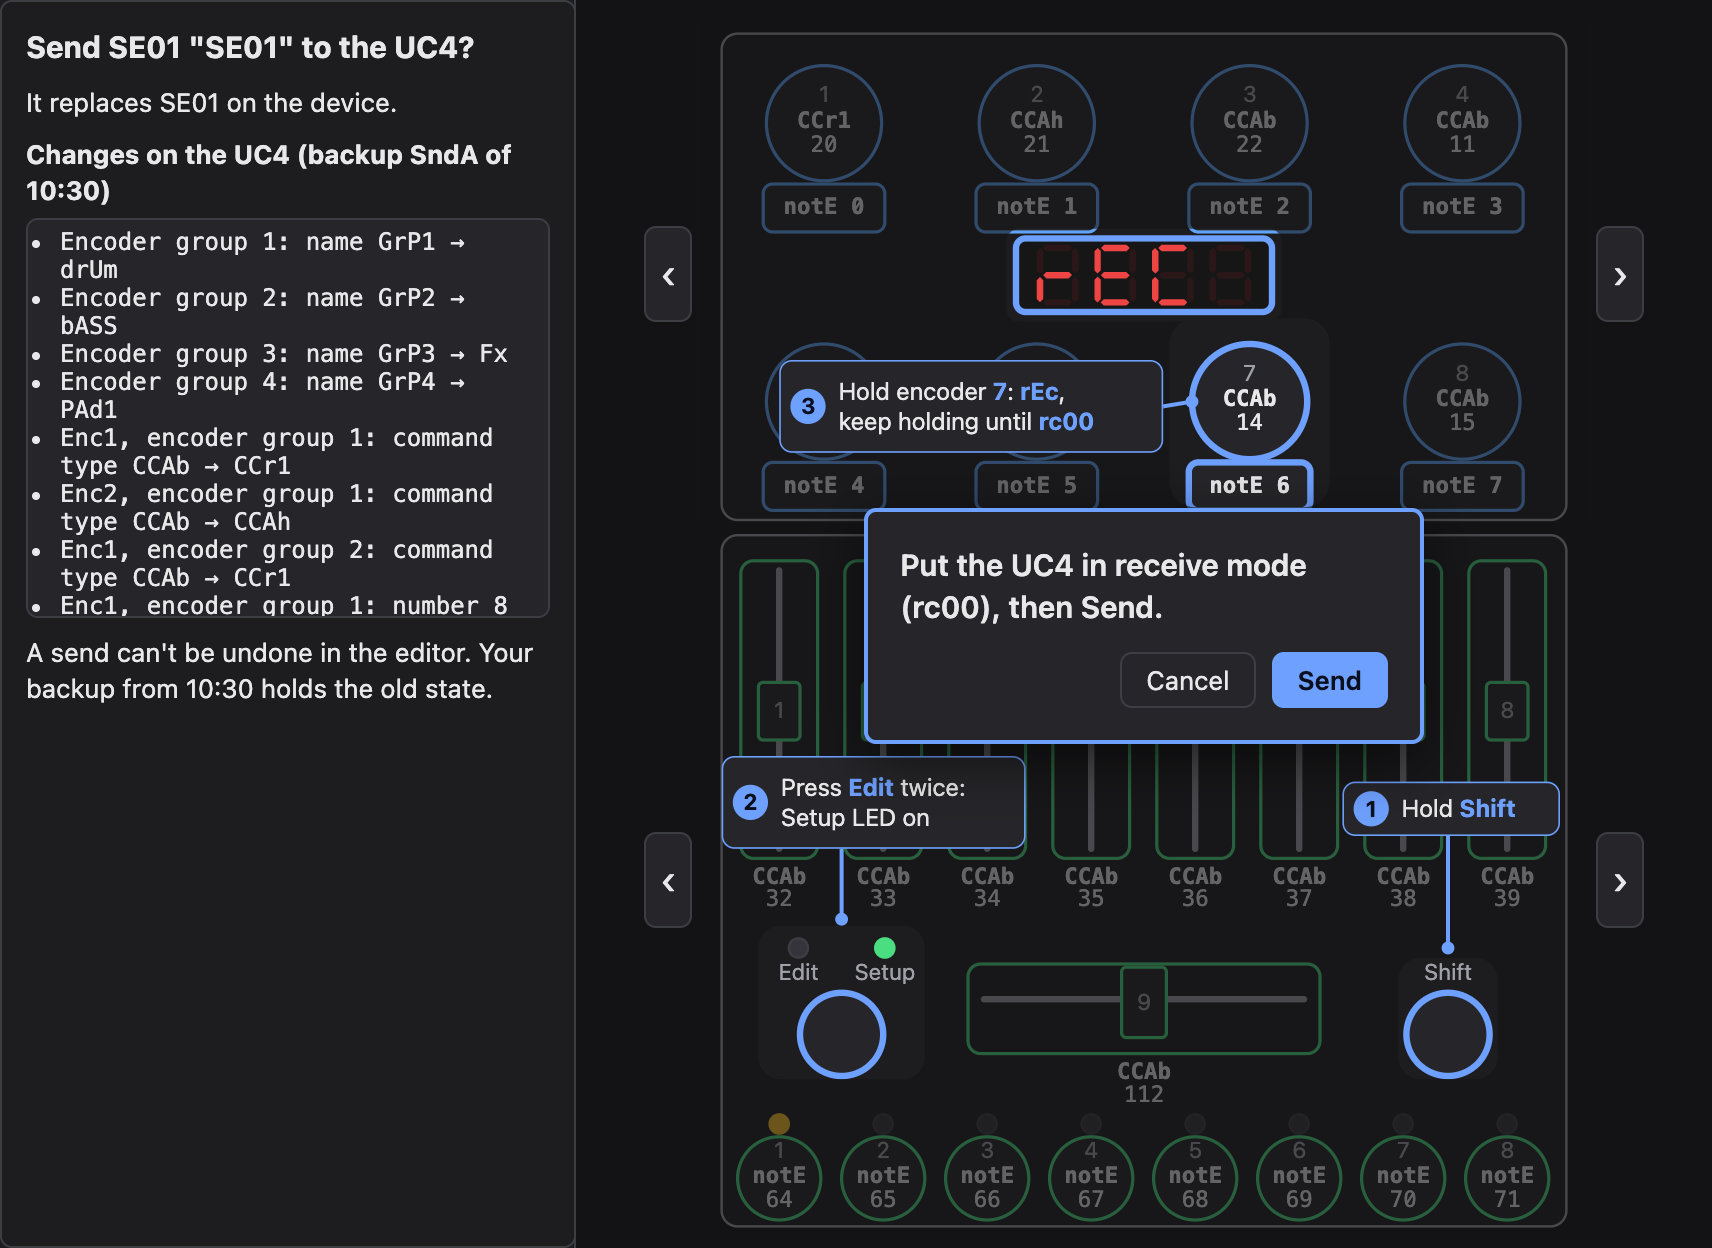 Send SE01 "SE01" to the UC4?
It replaces SE01 on the device.
Changes on the UC4 (backup SndA of
10:30)
• Encoder group 1: name GrP1 →
drUm
• Encoder group 2: name GrP2 →
bASS
• Encoder group 3: name GrP3 → Fx
• Encoder group 4: name GrP4 →
PAd1
• Enc1, encoder group 1: command
type CCAb → CCr1
• Enc2, encoder group 1: command
type CCAb → CCAh
• Enc1, encoder group 2: command
type CCAb → CCr1
• Enc1, encoder group 1: number 8
A send can't be undone in the editor. Your
backup from 10:30 holds the old state.
1 2 3 4
CCr1 CCAh CCAb CCAb
20 21 22 11
notE 0 notE 1 notE 2 notE 3
‹ rEC ›
7 8
3 Hold encoder 7: rEc,
keep holding until rc00
CCAb CCAb
14 15
notE 4 notE 5 notE 6 notE 7
Put the UC4 in receive mode
(rc00), then Send.
Cancel Send
1 8
2 Press Edit twice:
Setup LED on
1 Hold Shift
CCAb CCAb CCAb CCAb CCAb CCAb CCAb CCAb
32 33 34 35 36 37 38 39
‹ ›
Edit Setup Shift
9
CCAb
112
1 2 3 4 5 6 7 8
notE notE notE notE notE notE notE notE
64 65 66 67 68 69 70 71